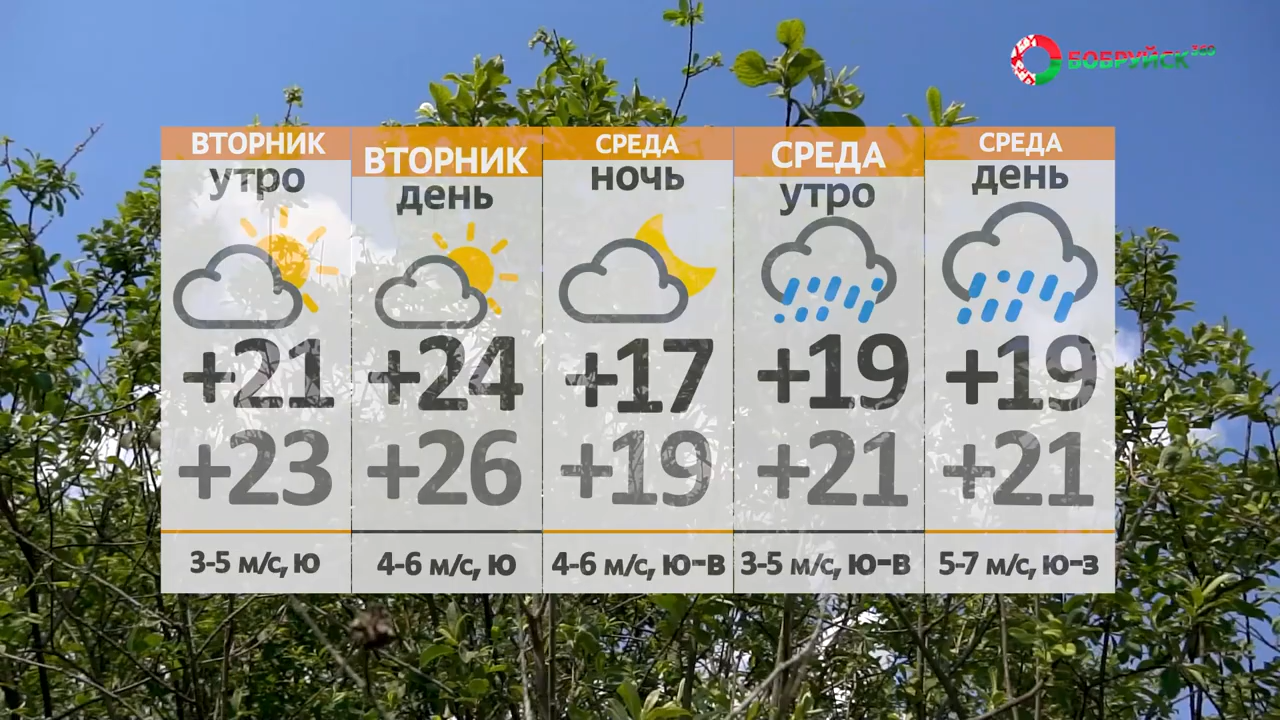 БОБРУЙСК 360
ВТОРНИК
утро
+21
+23
3-5 м/с, ю
ВТОРНИК
день
+24
+26
4-6 м/с, ю
СРЕДА
ночь
+17
+19
4-6 м/с, ю-в
СРЕДА
утро
+19
+21
3-5 м/с, ю-в
СРЕДА
день
+19
+21
5-7 м/с, ю-з